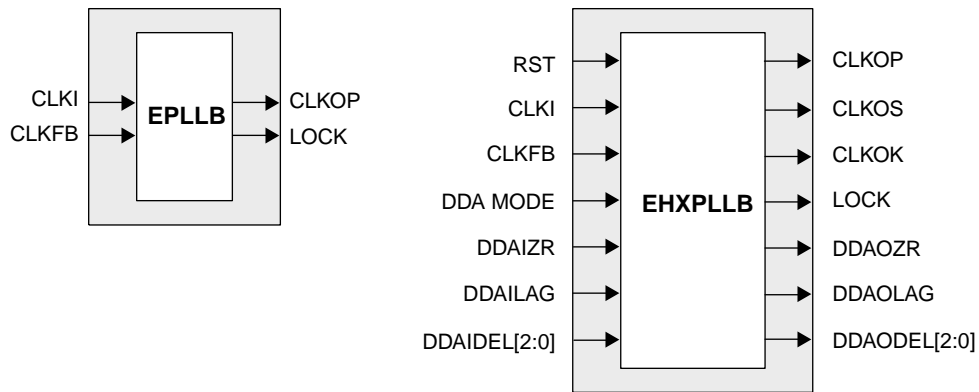 CLKI
CLKFB
EPLLB
CLKOP
LOCK
RST
CLKI
CLKFB
DDA MODE
DDAIZR
DDAILAG
DDAIDEL[2:0]
EHXPLLB
CLKOP
CLKOS
CLKOK
LOCK
DDAOZR
DDAOLAG
DDAODEL[2:0]